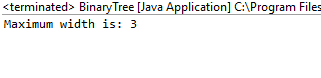 <terminated> BinaryTree [Java Application] C:\Program Files
Maximum width is: 3